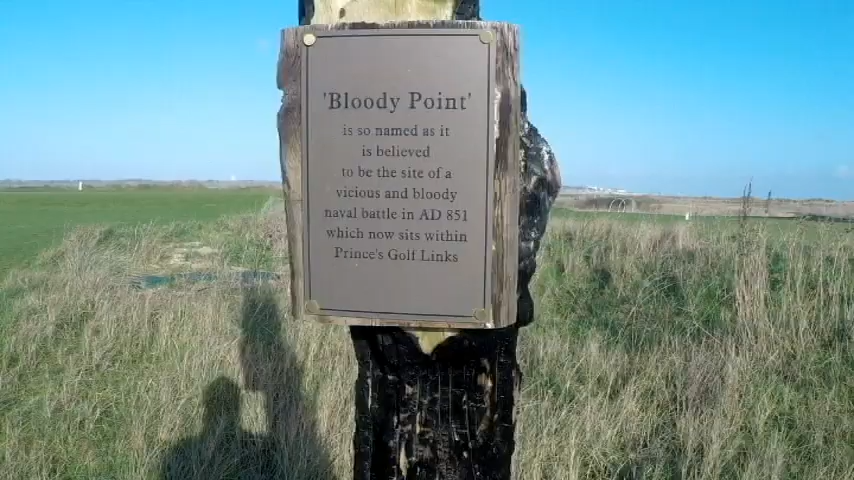 'Bloody Point'
is so named as it
is believed
to be the site of a
vicious and bloody
naval battle in AD 851
which now sits within
Prince's Golf Links